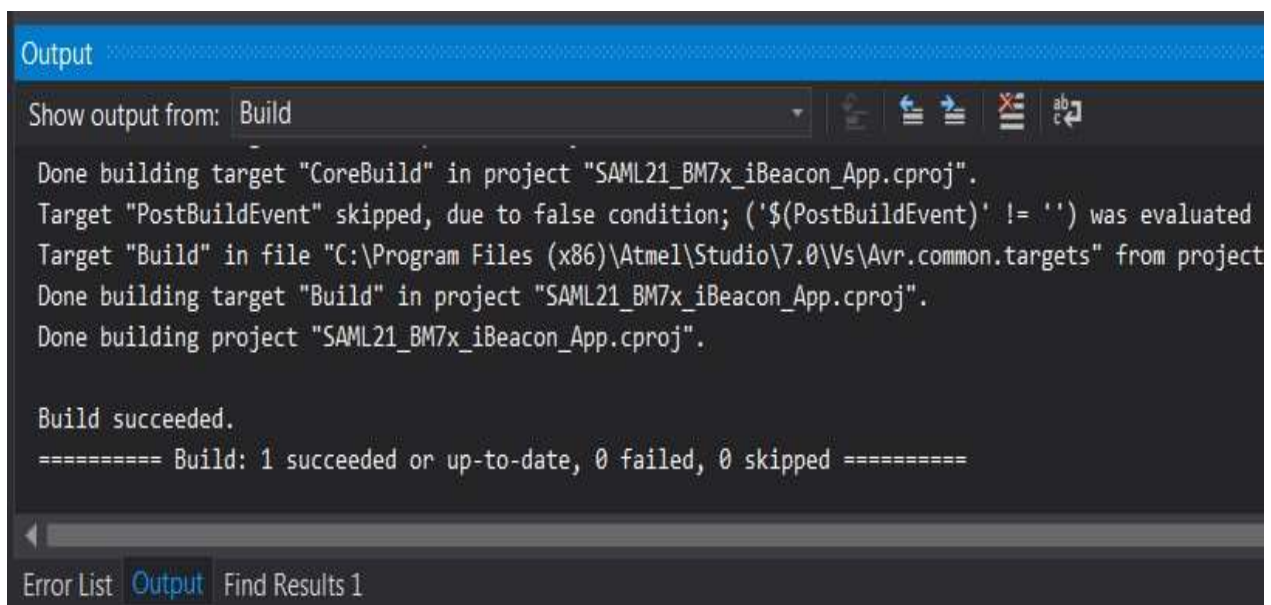 Output
Show output from: Build
Done building target "CoreBuild" in project "SAML21_BM7x_iBeacon_App.cproj".
Target "PostBuildEvent" skipped, due to false condition; ('$(PostBuildEvent)' != '') was evaluated
Target "Build" in file "C:\Program Files (x86)\Atmel\Studio\7.0\Vs\Avr.common.targets" from project
Done building target "Build" in project "SAML21_BM7x_iBeacon_App.cproj".
Done building project "SAML21_BM7x_iBeacon_App.cproj".
Build succeeded.
========== Build: 1 succeeded or up-to-date, 0 failed, 0 skipped ==========
Error List Output Find Results 1